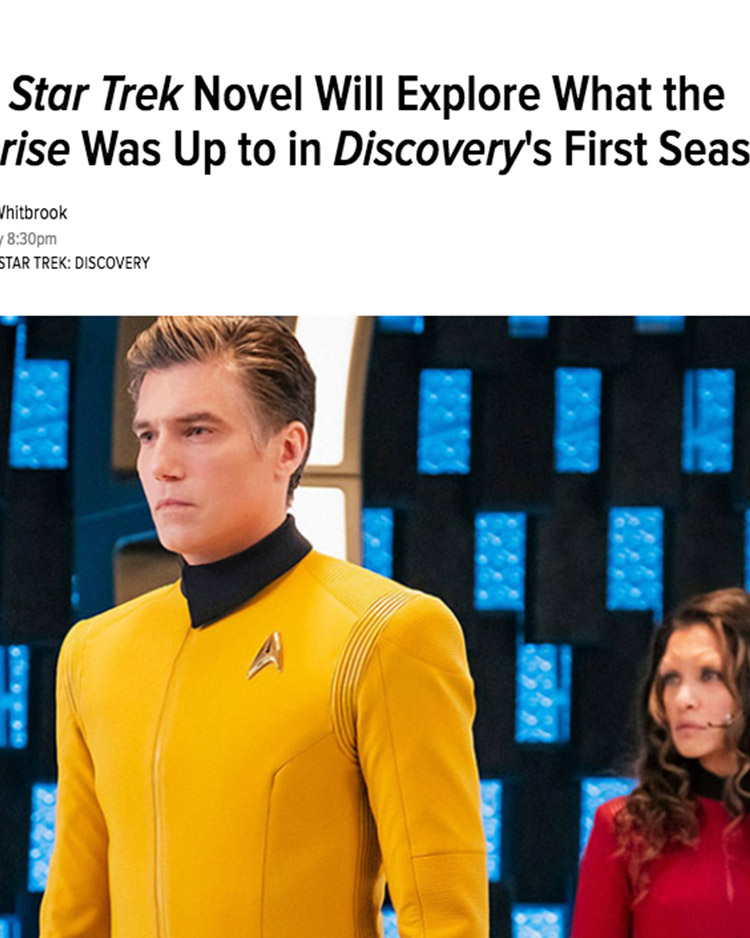 Star Trek Novel Will Explore What the
rise Was Up to in Discovery's First Seas
Whitbrook
y 8:30pm
STAR TREK: DISCOVERY